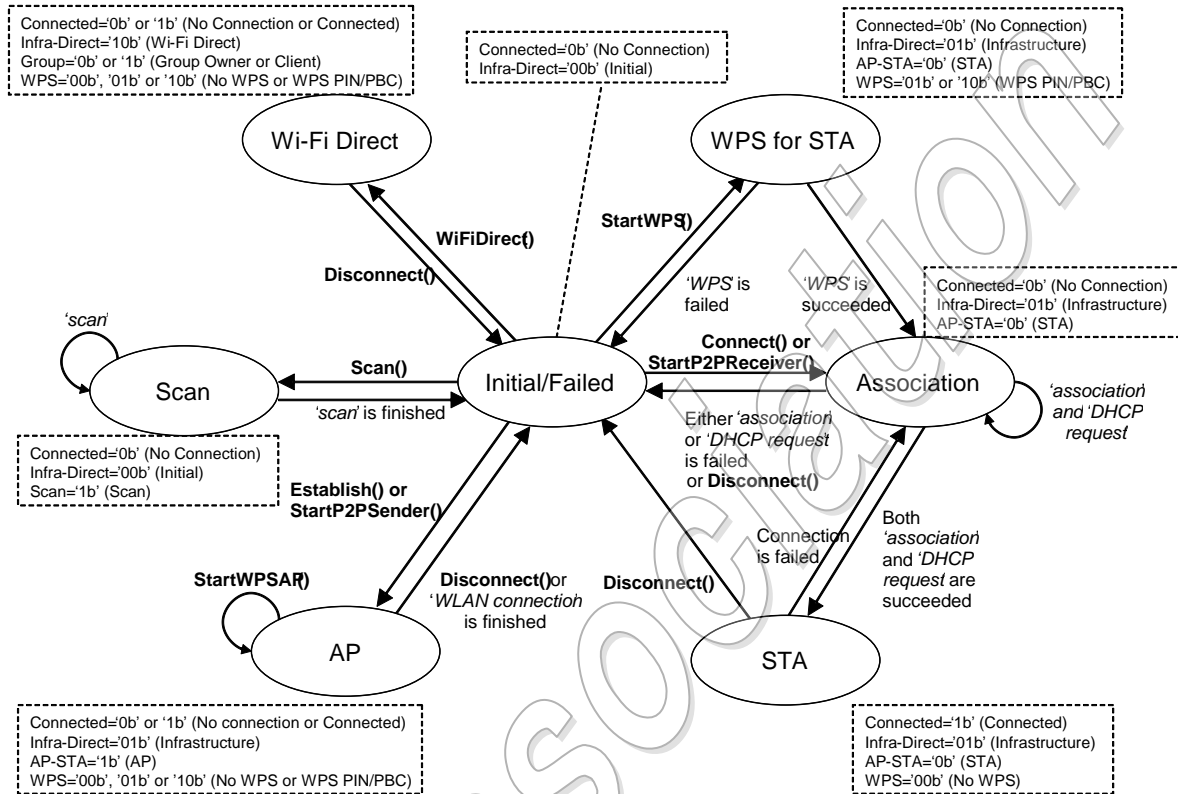 Connected='0b' or '1b' (No Connection or Connected)
Infra-Direct='10b' (Wi-Fi Direct)
Group='0b' or '1b' (Group Owner or Client)
WPS='00b', '01b' or '10b' (No WPS or WPS PIN/PBC)
Connected='0b' (No Connection)
Infra-Direct='00b' (Initial)
Connected='0b' (No Connection)
Infra-Direct='01b' (Infrastructure)
AP-STA='0b' (STA)
WPS='01b' or '10b' (WPS PIN/PBC)
Wi-Fi Direct
WPS for STA
WiFiDirect()
Disconnect()
StartWPS()
'WPS' is
failed
'WPS' is
succeeded
Connected='0b' (No Connection)
Infra-Direct='01b' (Infrastructure)
AP-STA='0b' (STA)
'scan'
Scan
Scan()
'scan' is finished
Initial/Failed
Connect() or
StartP2PReceiver()
Association
'association'
and 'DHCP
request'
Either 'association'
or 'DHCP request'
is failed
or Disconnect()
Connected='0b' (No Connection)
Infra-Direct='00b' (Initial)
Scan='1b' (Scan)
Establish() or
StartP2PSender()
Connection
is failed
Both
'association'
and 'DHCP
request' are
succeeded
StartWPSAP()
Disconnect() or
'WLAN connection'
is finished
Disconnect()
AP
STA
Connected='0b' or '1b' (No connection or Connected)
Infra-Direct='01b' (Infrastructure)
AP-STA='1b' (AP)
WPS='00b', '01b' or '10b' (No WPS or WPS PIN/PBC)
Connected='1b' (Connected)
Infra-Direct='01b' (Infrastructure)
AP-STA='0b' (STA)
WPS='00b' (No WPS)
sociation